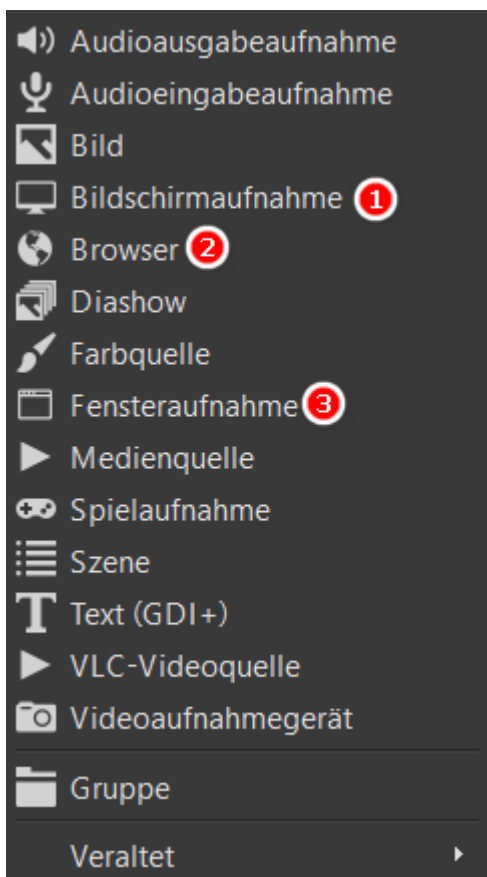 Audioausgabeaufnahme
Audioeingabeaufnahme
Bild
Bildschirmaufnahme 1
Browser 2
Diashow
Farbquelle
Fensteraufnahme 3
Medienquelle
Spielaufnahme
Szene
T Text (GDI+)
VLC-Videoquelle
Videoaufnahmegerät
Gruppe
Veraltet